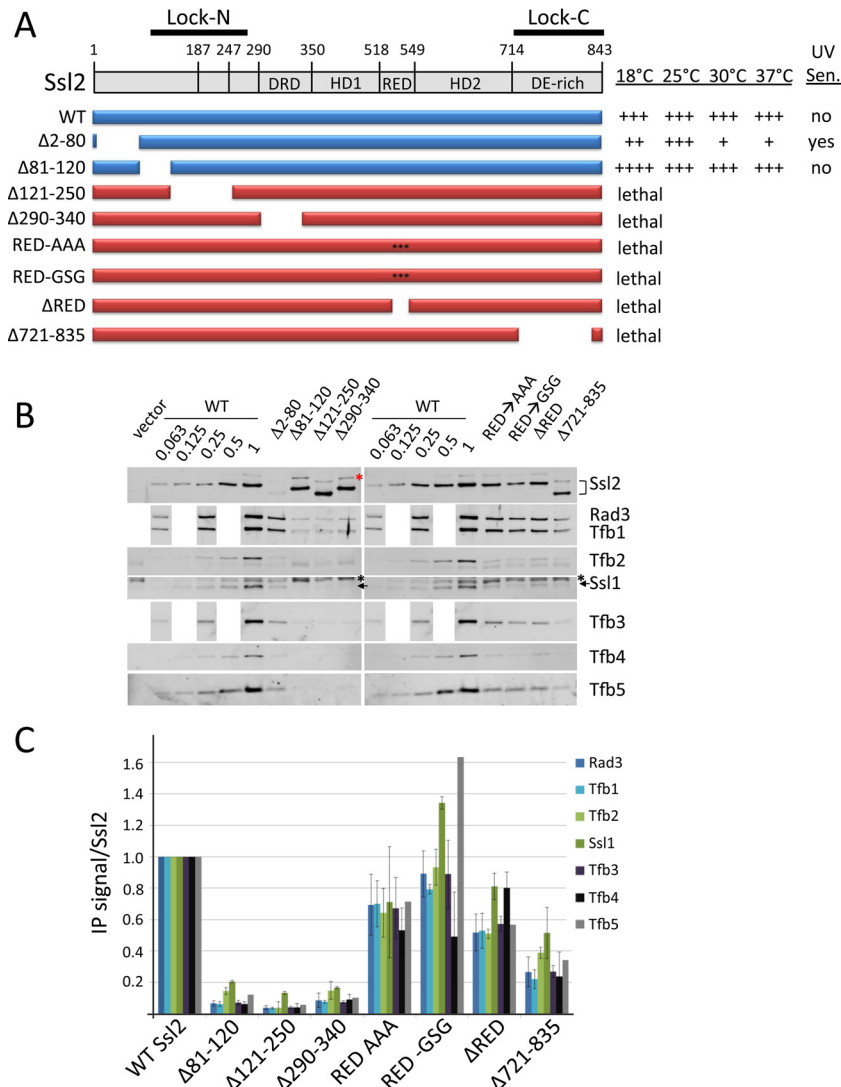 A
Lock-N Lock-C
1 187 247 290 350 518 549 714 843 UV
Ssl2 DRD HD1 RED HD2 DE-rich 18°C 25°C 30°C 37°C Sen.
WT +++ +++ +++ +++ no
Δ2-80 ++ +++ + + yes
Δ81-120 ++++ +++ +++ +++ no
Δ121-250 lethal
Δ290-340 lethal
RED-AAA *** lethal
RED-GSG *** lethal
ΔRED lethal
Δ721-835 lethal
B
vector WT Δ2-80 Δ81-120 Δ121-250 Δ290-340 WT RED→AAA RED→GSG ΔRED Δ721-835
0.063 0.125 0.25 0.5 1 0.063 0.125 0.25 0.5 1
* Ssl2
Rad3
Tfb1
Tfb2
* * Ssl1
Tfb3
Tfb4
Tfb5
C
IP signal/Ssl2
1.6
1.4
1.2
1.0
0.8
0.6
0.4
0.2
Rad3
Tfb1
Tfb2
Ssl1
Tfb3
Tfb4
Tfb5
WT Ssl2 Δ81-120 Δ121-250 Δ290-340 RED AAA RED -GSG ΔRED Δ721-835